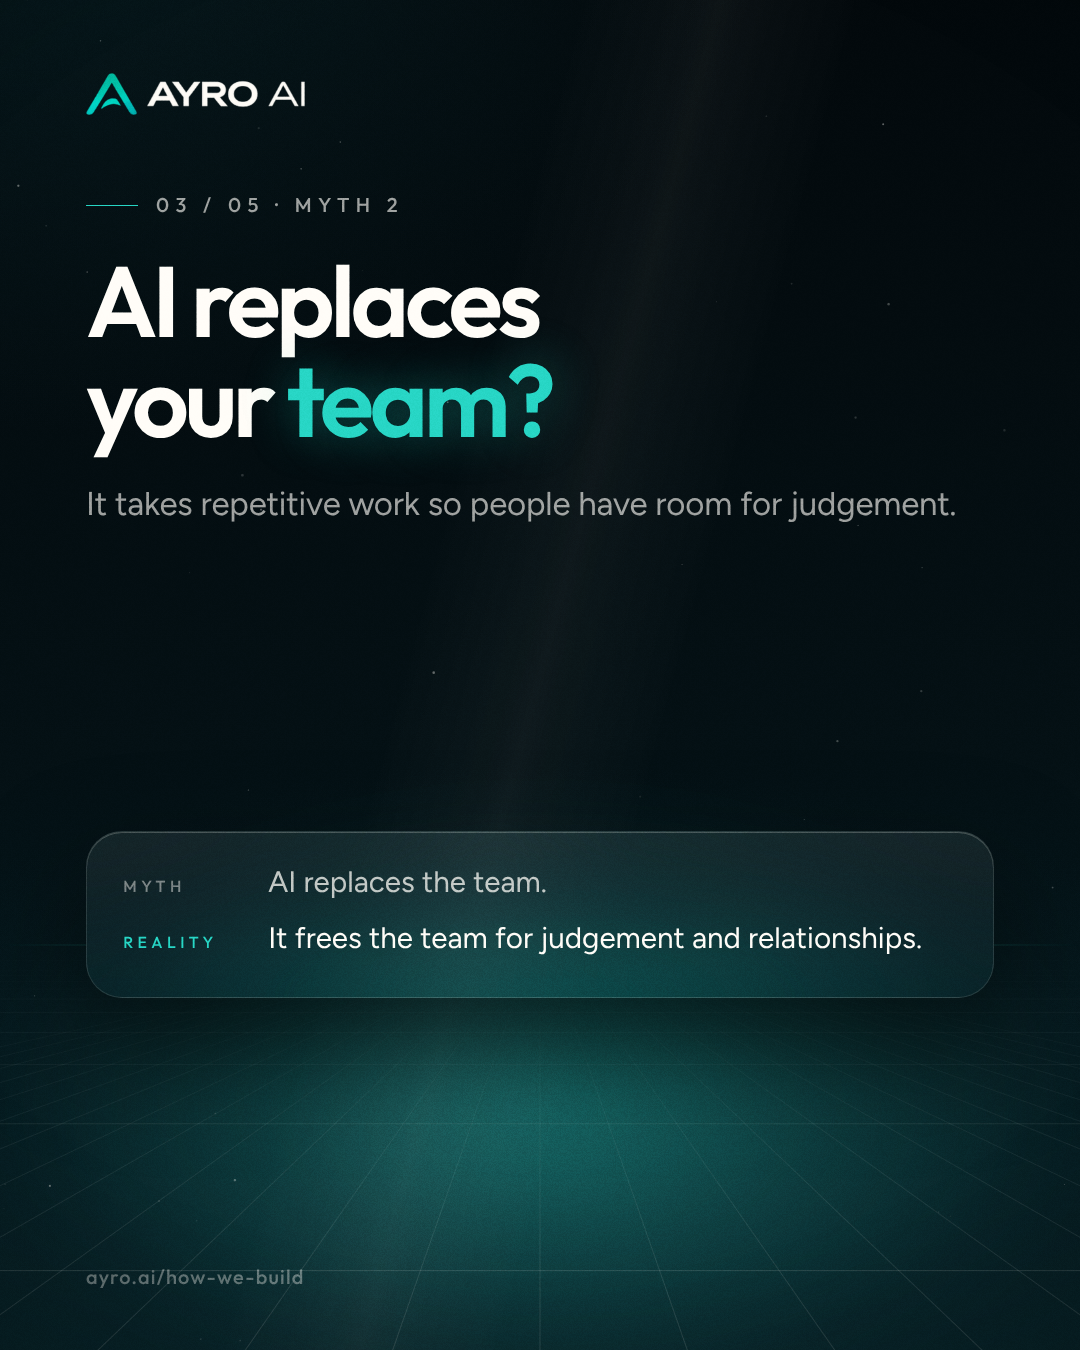 AYRO AI
03 / 05 · MYTH 2
AI replaces
your team?
It takes repetitive work so people have room for judgement.
MYTH AI replaces the team.
REALITY It frees the team for judgement and relationships.
ayro.ai/how-we-build